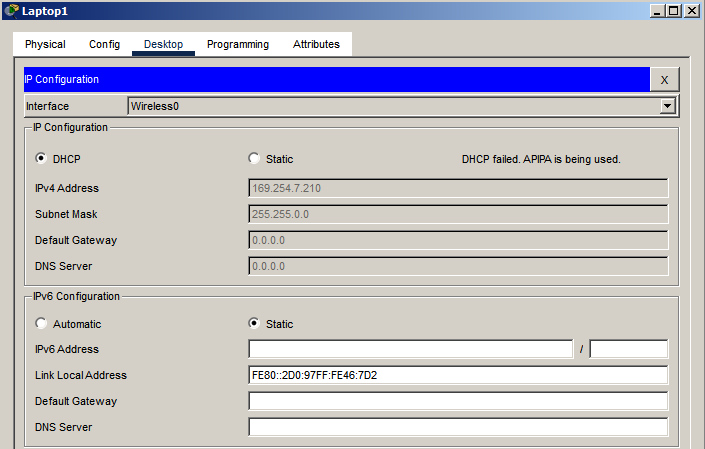 Laptop1
Physical Config Desktop Programming Attributes
IP Configuration X
Interface Wireless0
IP Configuration
DHCP Static DHCP failed. APIPA is being used.
IPv4 Address 169.254.7.210
Subnet Mask 255.255.0.0
Default Gateway 0.0.0.0
DNS Server 0.0.0.0
IPv6 Configuration
Automatic Static
IPv6 Address /
Link Local Address FE80::2D0:97FF:FE46:7D2
Default Gateway
DNS Server